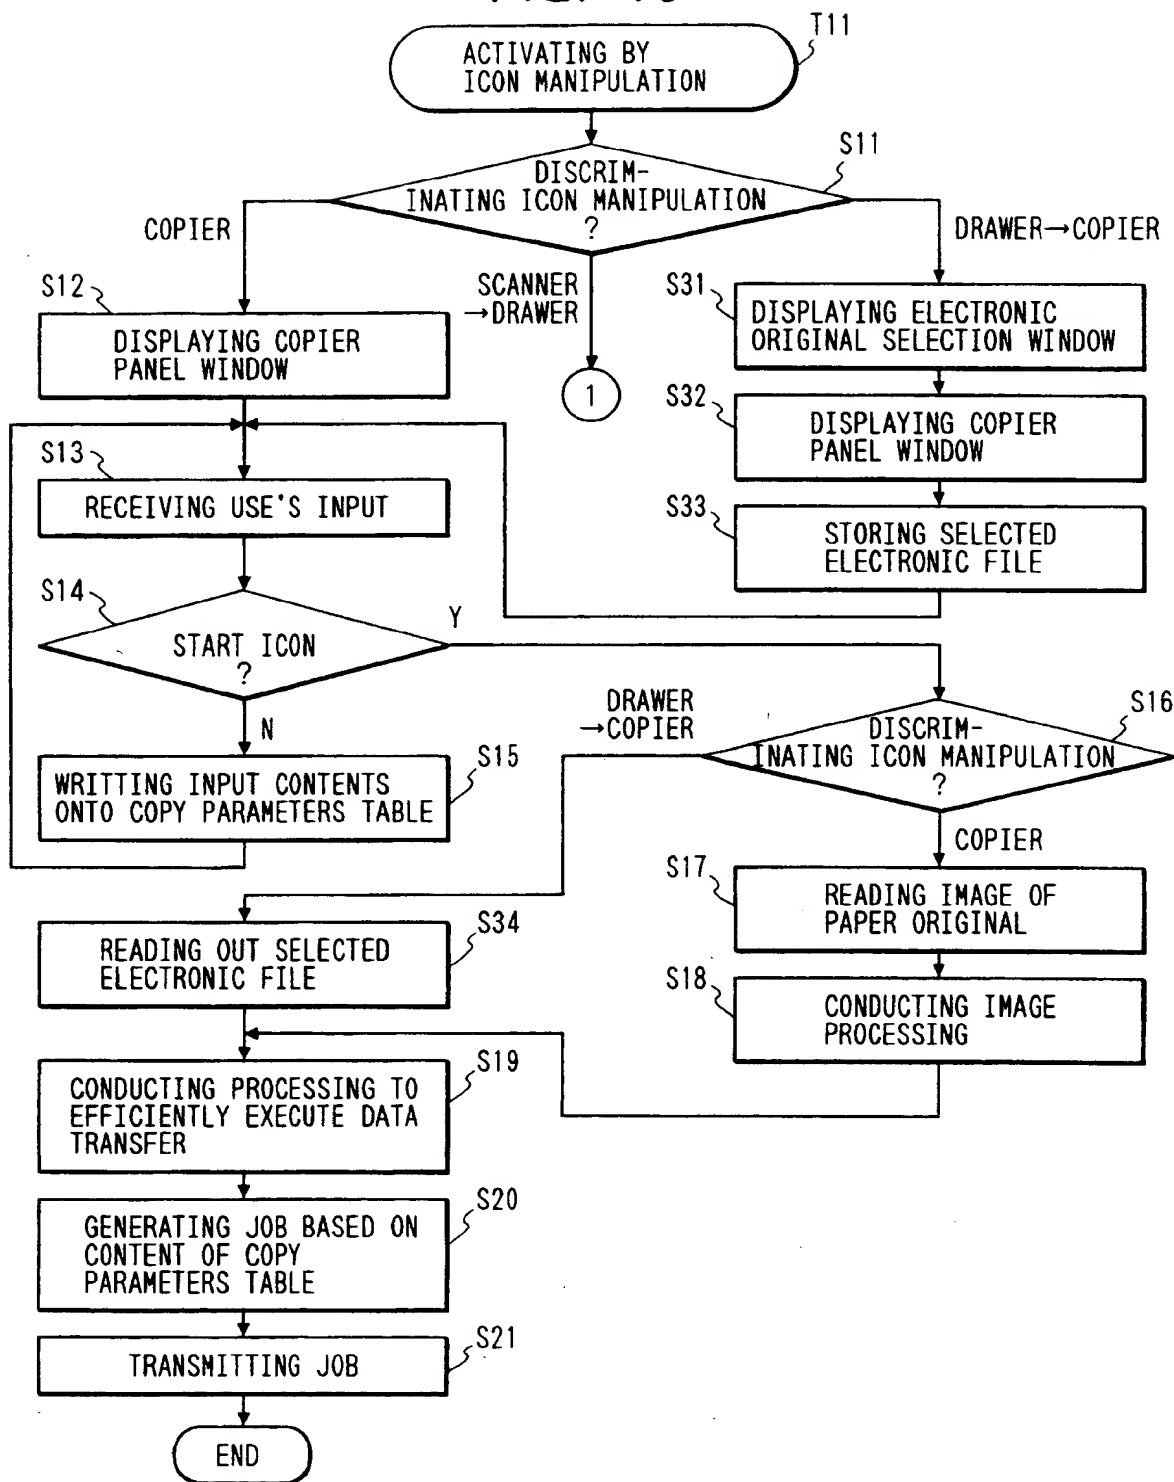 T11
ACTIVATING BY
ICON MANIPULATION
S11
DISCRIM-
INATING ICON MANIPULATION
?
COPIER
SCANNER
→DRAWER
DRAWER→COPIER
1
S12
DISPLAYING COPIER
PANEL WINDOW
S31
DISPLAYING ELECTRONIC
ORIGINAL SELECTION WINDOW
S32
DISPLAYING COPIER
PANEL WINDOW
S13
RECEIVING USE'S INPUT
S33
STORING SELECTED
ELECTRONIC FILE
S14
START ICON
?
Y
N
S15
WRITTING INPUT CONTENTS
ONTO COPY PARAMETERS TABLE
DRAWER
→COPIER
S16
DISCRIM-
INATING ICON MANIPULATION
?
COPIER
S17
READING IMAGE OF
PAPER ORIGINAL
S34
READING OUT SELECTED
ELECTRONIC FILE
S18
CONDUCTING IMAGE
PROCESSING
S19
CONDUCTING PROCESSING TO
EFFICIENTLY EXECUTE DATA
TRANSFER
S20
GENERATING JOB BASED ON
CONTENT OF COPY
PARAMETERS TABLE
S21
TRANSMITTING JOB
END